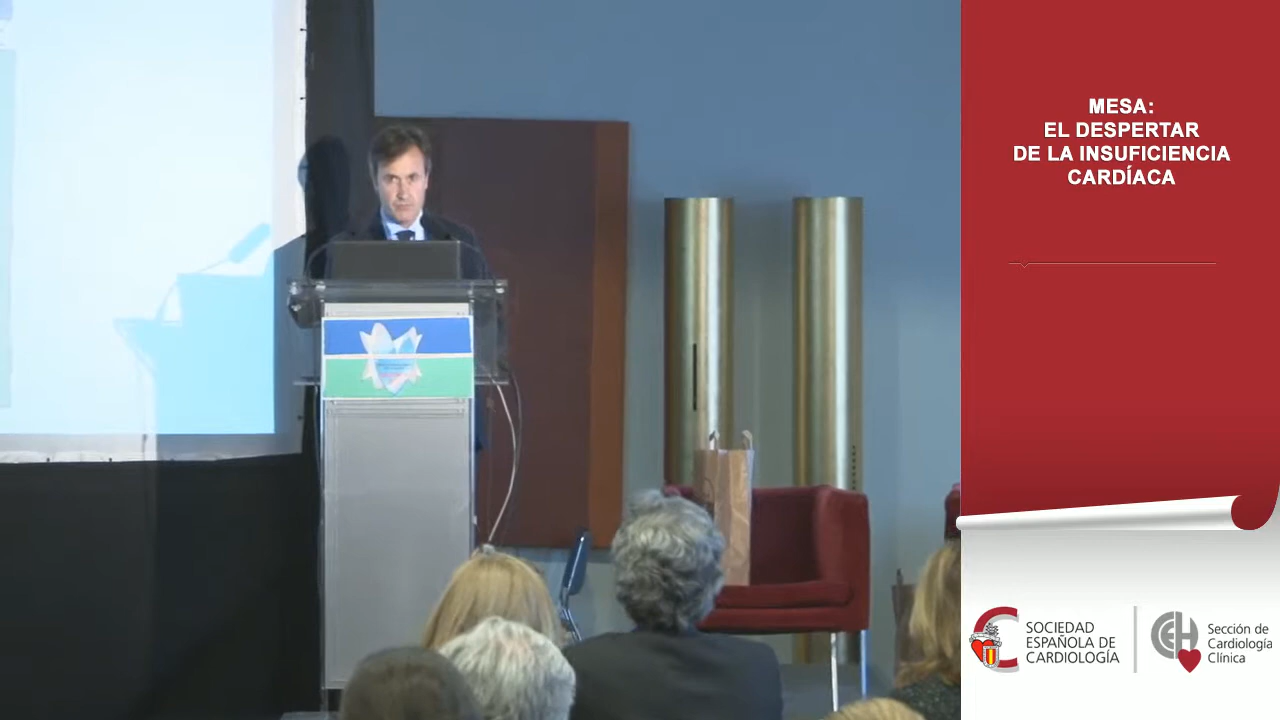 MESA:
EL DESPERTAR
DE LA INSUFICIENCIA
CARDÍACA
SOCIEDAD
ESPAÑOLA DE
CARDIOLOGÍA
Sección de
Cardiología
Clínica